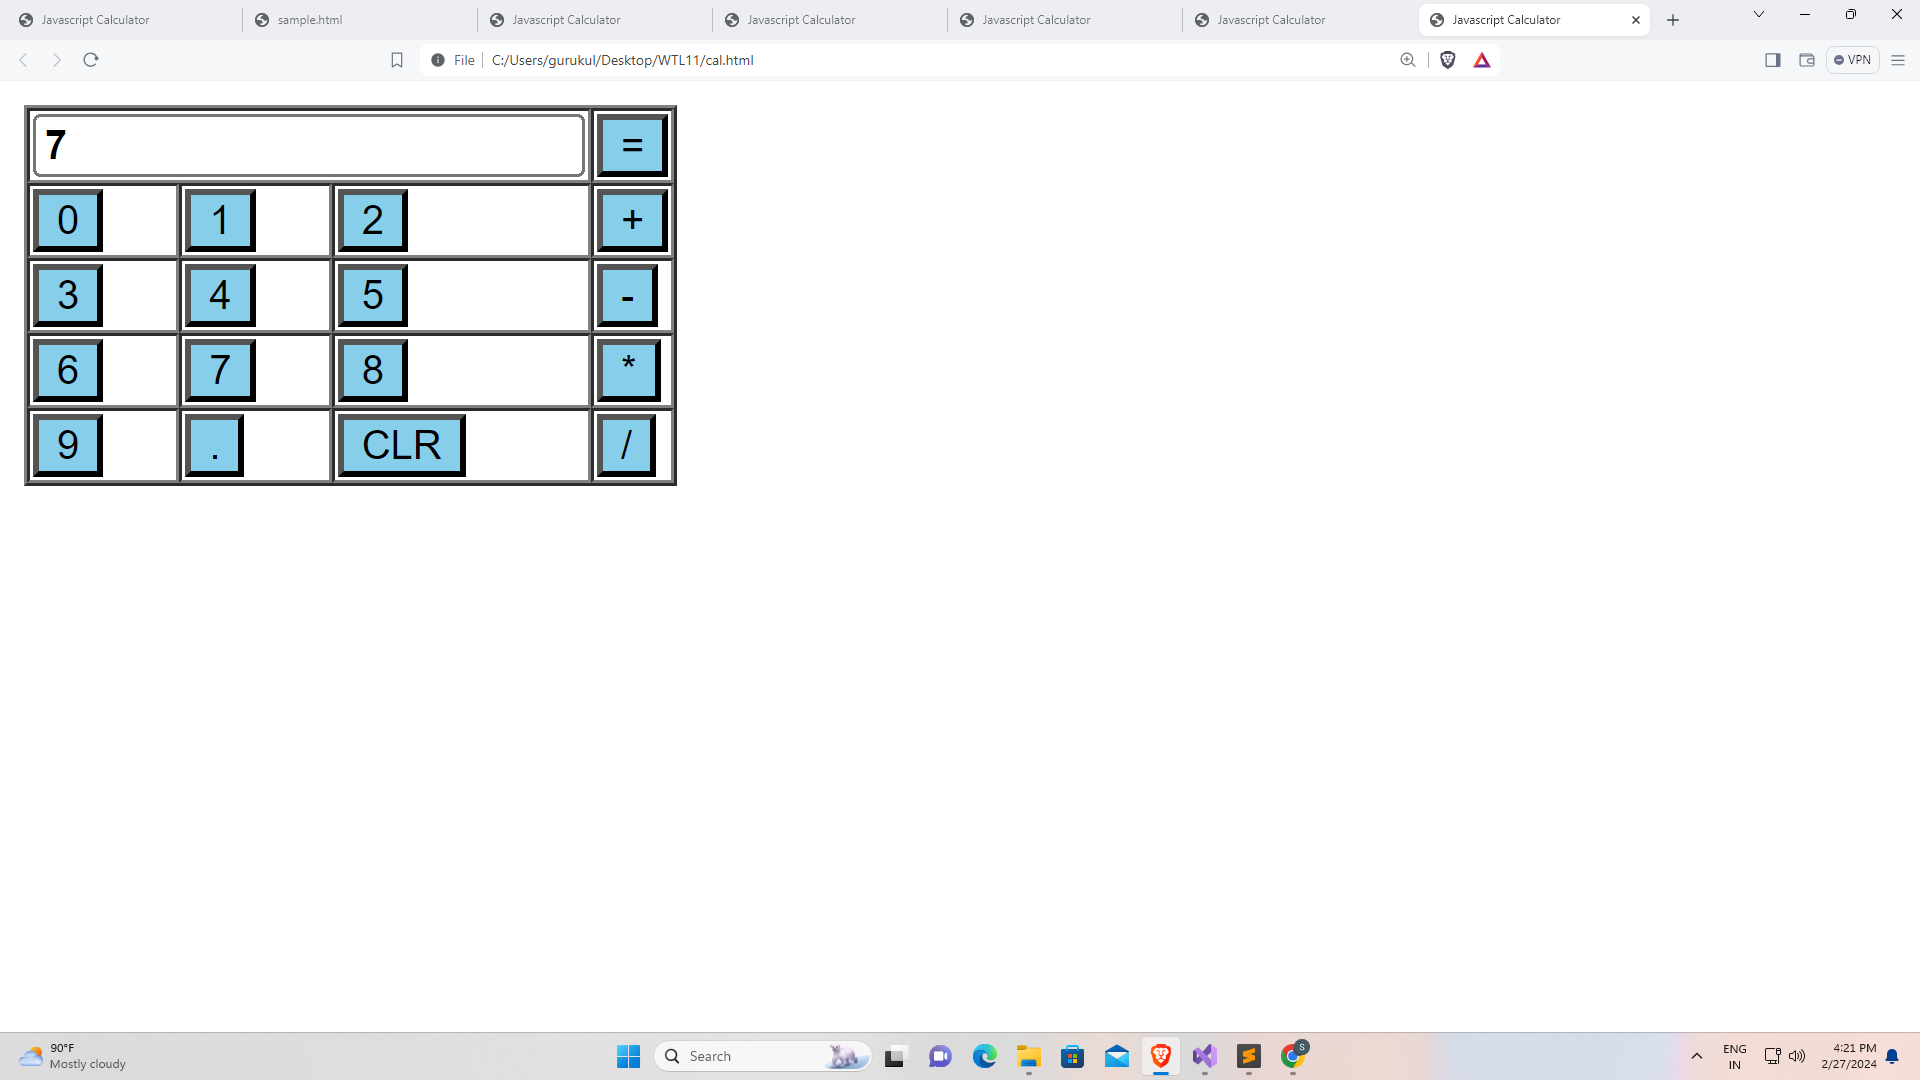 Javascript Calculator
sample.html
Javascript Calculator
Javascript Calculator
Javascript Calculator
Javascript Calculator
Javascript Calculator
File
C:/Users/gurukul/Desktop/WTL11/cal.html
VPN
7
=
0 1 2 +
3 4 5 -
6 7 8 *
9 . CLR /
90°F
Mostly cloudy
Search
S
ENG
IN
4:21 PM
2/27/2024